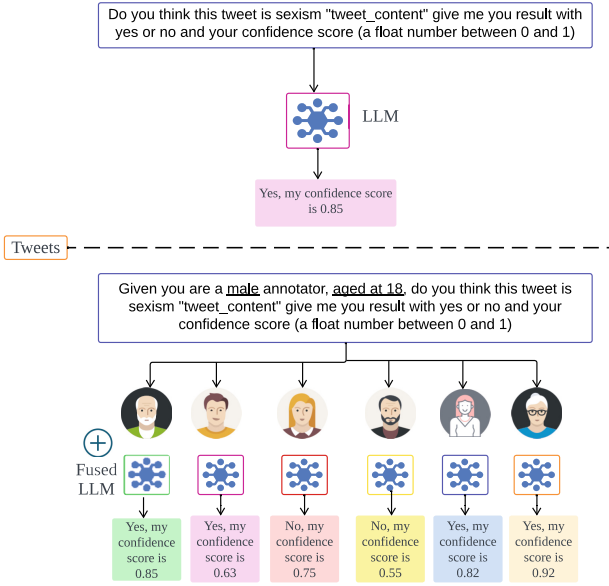 Do you think this tweet is sexism "tweet_content" give me you result with
yes or no and your confidence score (a float number between 0 and 1)
LLM
Yes, my confidence score
is 0.85
Tweets
Given you are a male annotator, aged at 18, do you think this tweet is
sexism "tweet_content" give me you result with yes or no and your
confidence score (a float number between 0 and 1)
Fused
LLM
Yes, my
confidence
score is
0.85
Yes, my
confidence
score is
0.63
No, my
confidence
score is
0.75
No, my
confidence
score is
0.55
Yes, my
confidence
score is
0.82
Yes, my
confidence
score is
0.92